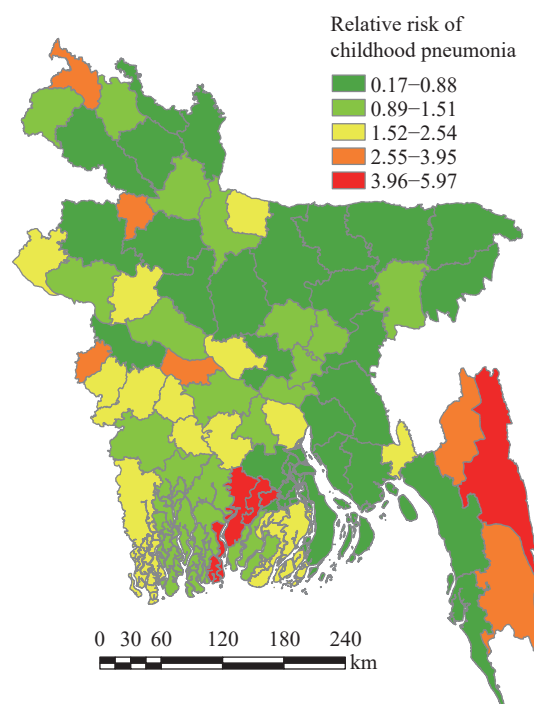 Relative risk of
childhood pneumonia
0.17–0.88
0.89–1.51
1.52–2.54
2.55–3.95
3.96–5.97
0 30 60 120 180 240
km